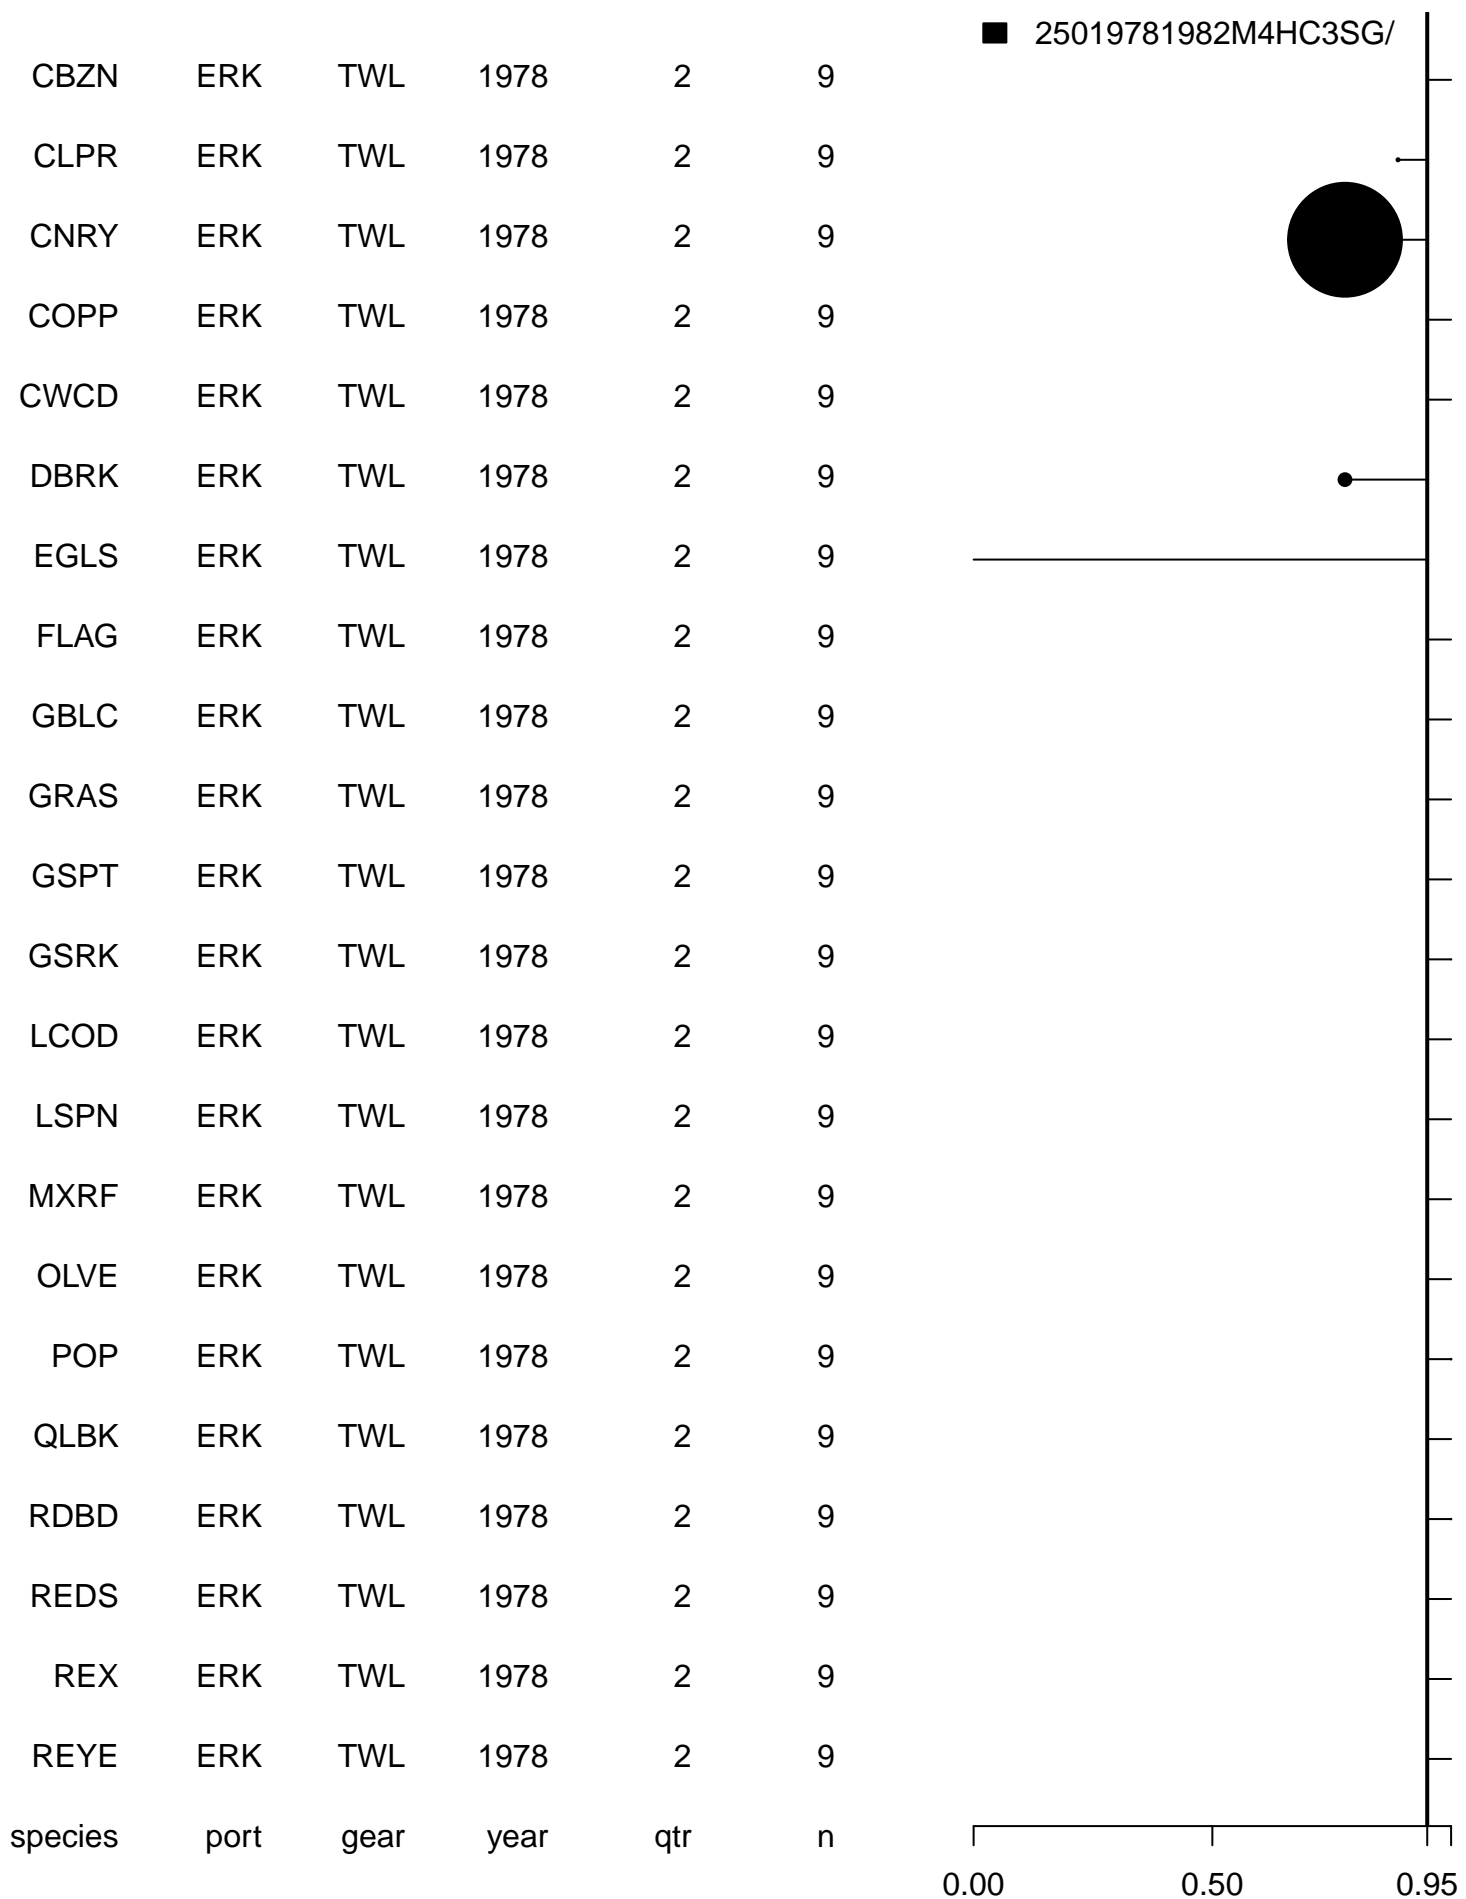 25019781982M4HC3SG/
CBZN ERK TWL 1978 2 9
CLPR ERK TWL 1978 2 9
CNRY ERK TWL 1978 2 9
COPP ERK TWL 1978 2 9
CWCD ERK TWL 1978 2 9
DBRK ERK TWL 1978 2 9
EGLS ERK TWL 1978 2 9
FLAG ERK TWL 1978 2 9
GBLC ERK TWL 1978 2 9
GRAS ERK TWL 1978 2 9
GSPT ERK TWL 1978 2 9
GSRK ERK TWL 1978 2 9
LCOD ERK TWL 1978 2 9
LSPN ERK TWL 1978 2 9
MXRF ERK TWL 1978 2 9
OLVE ERK TWL 1978 2 9
POP ERK TWL 1978 2 9
QLBK ERK TWL 1978 2 9
RDBD ERK TWL 1978 2 9
REDS ERK TWL 1978 2 9
REX ERK TWL 1978 2 9
REYE ERK TWL 1978 2 9
species port gear year qtr n
0.00 0.50 0.95